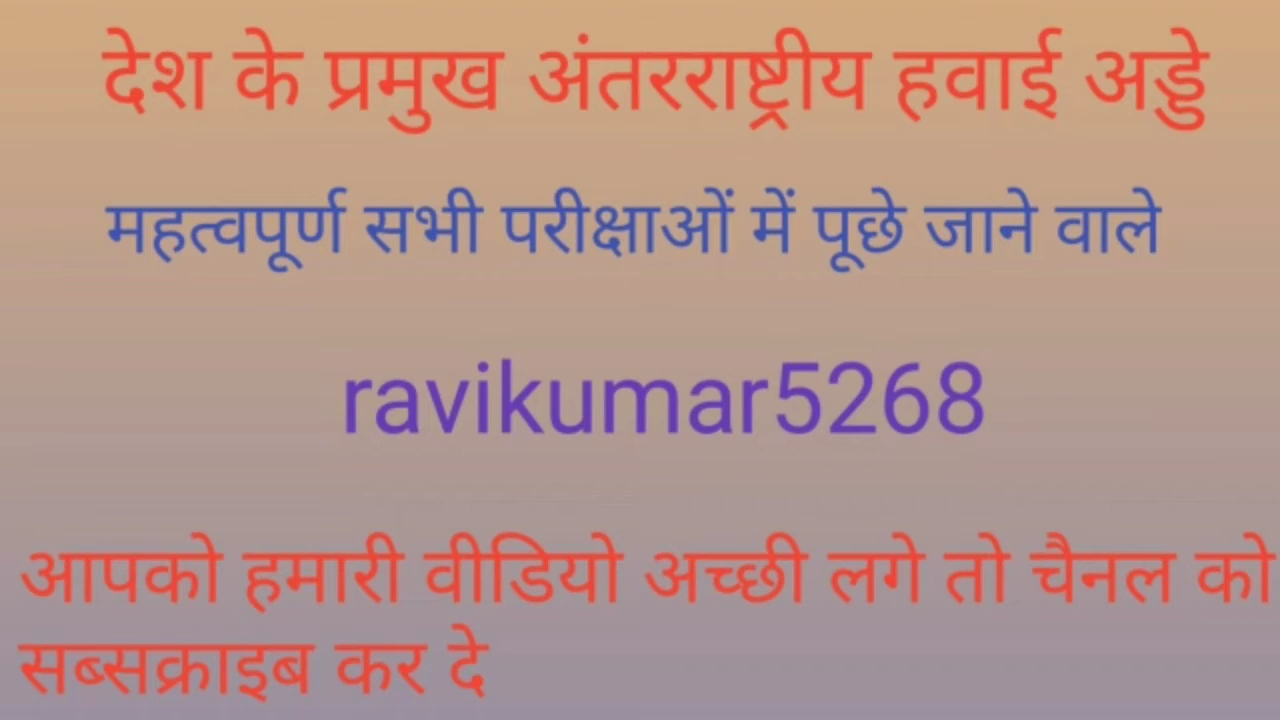 देश के प्रमुख अंतरराष्ट्रीय हवाई अड्डे
महत्वपूर्ण सभी परीक्षाओं में पूछे जाने वाले
ravikumar5268
आपको हमारी वीडियो अच्छी लगे तो चैनल को
सब्सक्राइब कर दे